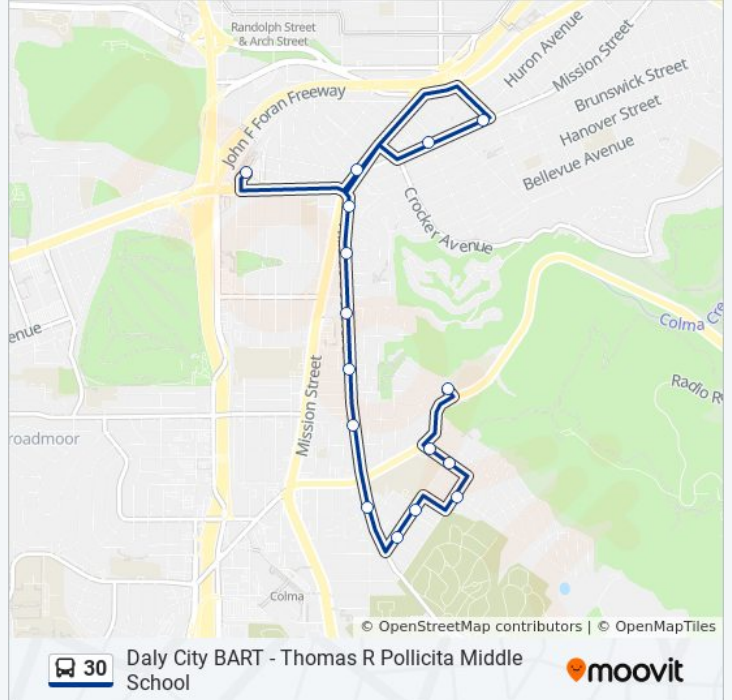 Randolph Street
& Arch Street
Huron Avenue
Mission Street
John F Foran Freeway
Brunswick Street
Hanover Street
Bellevue Avenue
Crocker Avenue
Colma Cre
enue
Mission Street
Radio R
roadmoor
Colma
© OpenStreetMap contributors | © OpenMapTiles
30
Daly City BART - Thomas R Pollicita Middle
School
moovit